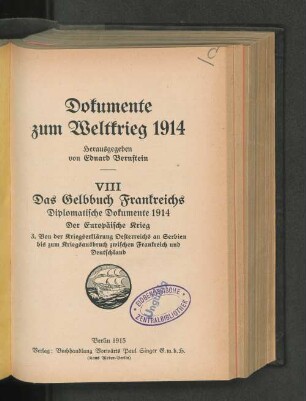 Dokumente
zum Weltkrieg 1914
Herausgegeben
von Eduard Bernstein
VIII
Das Gelbbuch Frankreichs
Diplomatische Dokumente 1914
Der Europäische Krieg
3. Von der Kriegserklärung Oesterreichs an Serbien
bis zum Kriegsausbruch zwischen Frankreich und
Deutschland
ZENTRALBIBLIOTHEK
Berlin 1915
Verlag: Buchhandlung Vorwärts Paul Singer G.m.b.H.